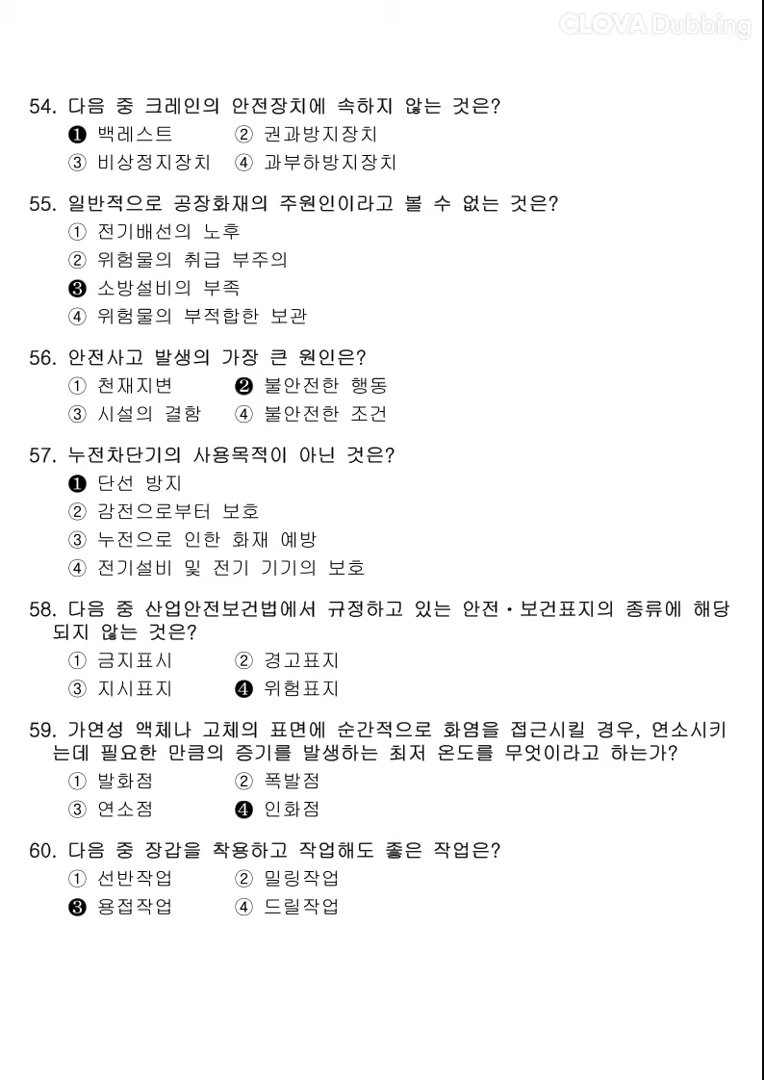 CLOVA Dubbing
54. 다음 중 크레인의 안전장치에 속하지 않는 것은?
❶ 백레스트 ② 권과방지장치
③ 비상정지장치 ④ 과부하방지장치
55. 일반적으로 공장화재의 주원인이라고 볼 수 없는 것은?
① 전기배선의 노후
② 위험물의 취급 부주의
❸ 소방설비의 부족
④ 위험물의 부적합한 보관
56. 안전사고 발생의 가장 큰 원인은?
① 천재지변 ❷ 불안전한 행동
③ 시설의 결함 ④ 불안전한 조건
57. 누전차단기의 사용목적이 아닌 것은?
❶ 단선 방지
② 감전으로부터 보호
③ 누전으로 인한 화재 예방
④ 전기설비 및 전기 기기의 보호
58. 다음 중 산업안전보건법에서 규정하고 있는 안전·보건표지의 종류에 해당
되지 않는 것은?
① 금지표시 ② 경고표지
③ 지시표지 ❹ 위험표지
59. 가연성 액체나 고체의 표면에 순간적으로 화염을 접근시킬 경우, 연소시키
는데 필요한 만큼의 증기를 발생하는 최저 온도를 무엇이라고 하는가?
① 발화점 ② 폭발점
③ 연소점 ❹ 인화점
60. 다음 중 장갑을 착용하고 작업해도 좋은 작업은?
① 선반작업 ② 밀링작업
❸ 용접작업 ④ 드릴작업